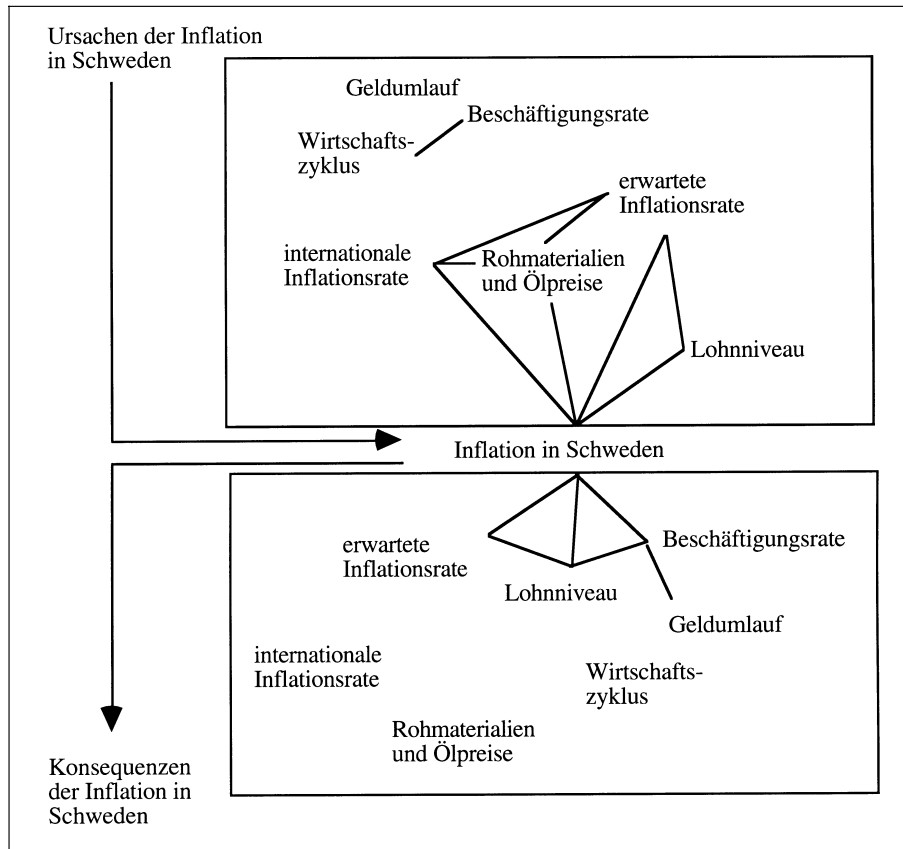 Ursachen der Inflation
in Schweden
Geldumlauf
Beschäftigungsrate
Wirtschafts-
zyklus
erwartete
Inflationsrate
internationale
Inflationsrate
Rohmaterialien
und Ölpreise
Lohnniveau
Inflation in Schweden
erwartete
Inflationsrate
Beschäftigungsrate
Lohnniveau
Geldumlauf
internationale
Inflationsrate
Wirtschafts-
zyklus
Rohmaterialien
und Ölpreise
Konsequenzen
der Inflation in
Schweden